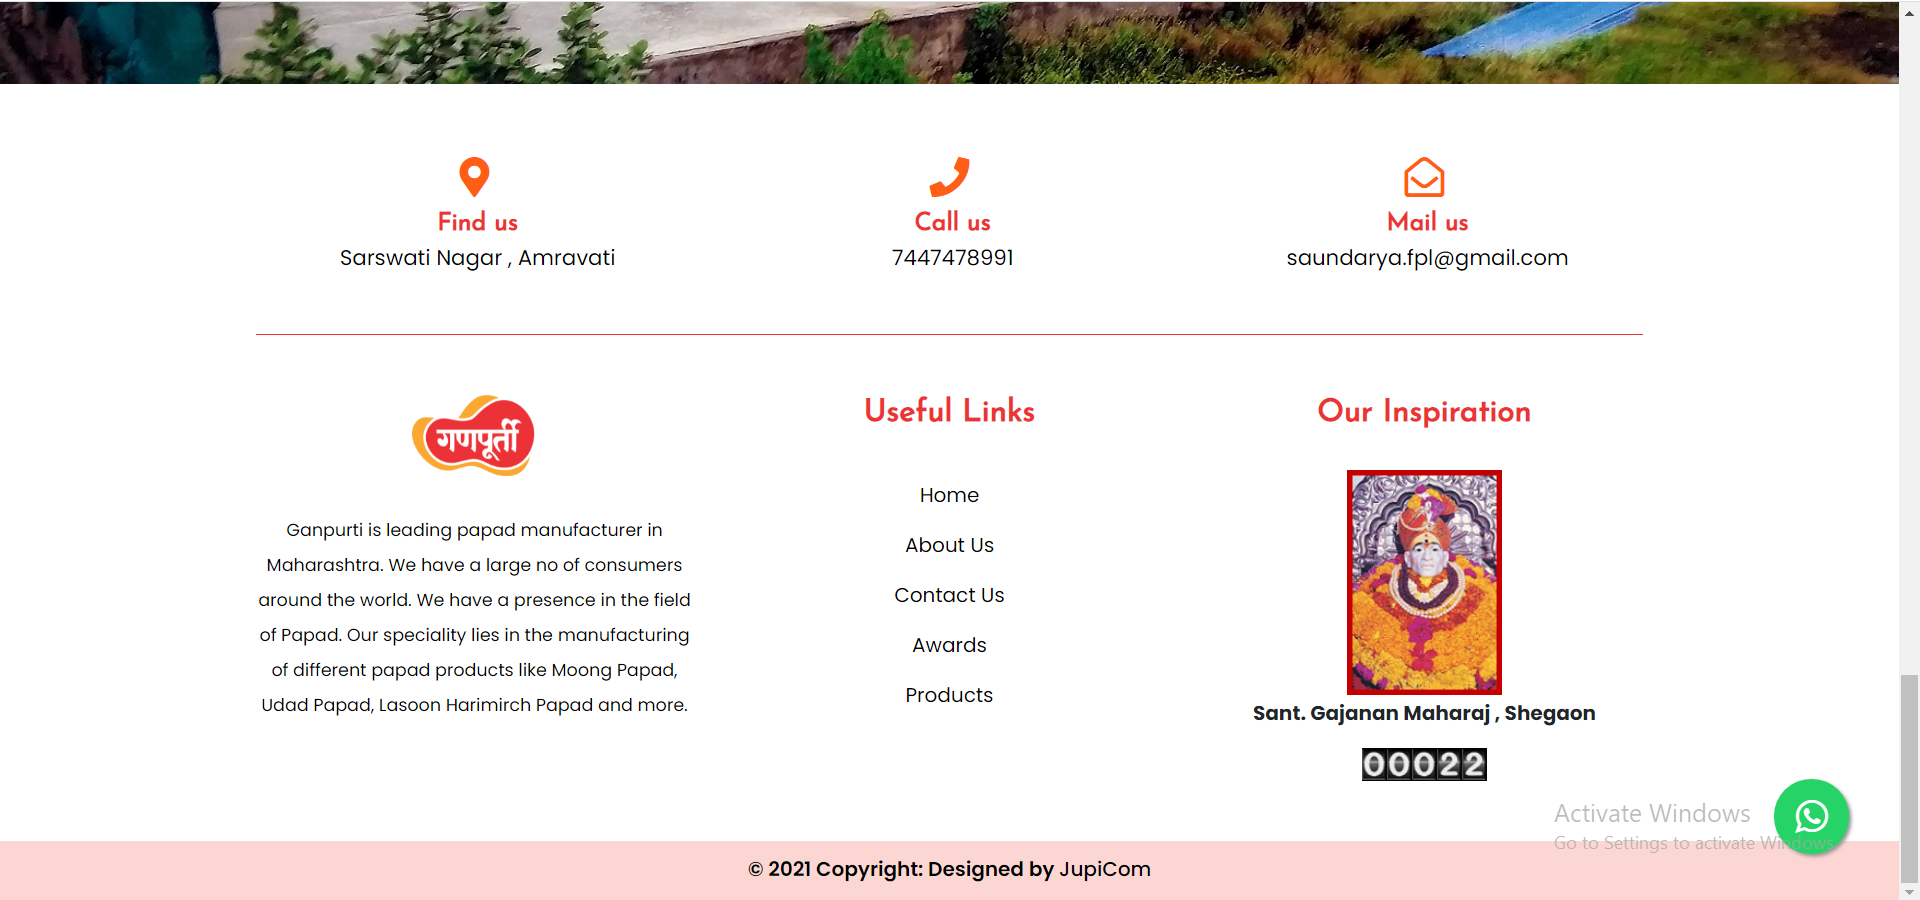 Find us
Sarswati Nagar , Amravati
Call us
7447478991
Mail us
saundarya.fpl@gmail.com
गणपूर्ती
Ganpurti is leading papad manufacturer in
Maharashtra. We have a large no of consumers
around the world. We have a presence in the field
of Papad. Our speciality lies in the manufacturing
of different papad products like Moong Papad,
Udad Papad, Lasoon Harimirch Papad and more.
Useful Links
Home
About Us
Contact Us
Awards
Products
Our Inspiration
Sant. Gajanan Maharaj , Shegaon
00022
Activate Windows
Go to Settings to activate Windows.
© 2021 Copyright: Designed by JupiCom